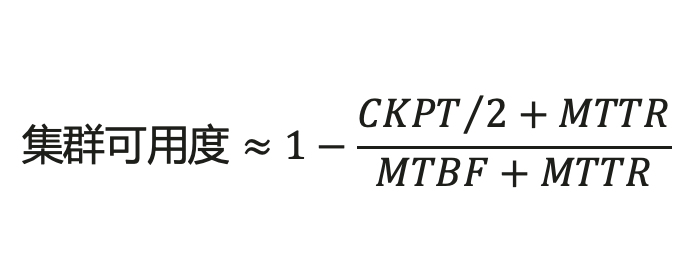 集群可用度 ≈ 1 − (CKPT/2 + MTTR) / (MTBF + MTTR)